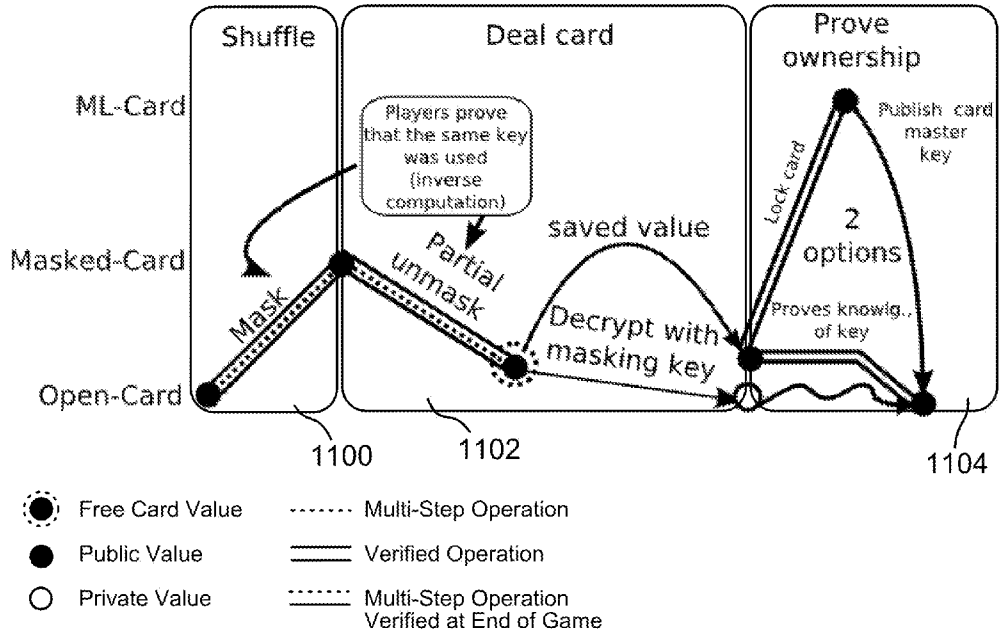 Shuffle
Deal card
Prove
ownership
ML-Card
Masked-Card
Open-Card
Players prove
that the same key
was used
(inverse
computation)
Mask
Partial
unmask
saved value
Decrypt with
masking key
Lock card
Publish card
master
key
2
options
Proves knowlg.,
of key
1100
1102
1104
Free Card Value
Public Value
Private Value
Multi-Step Operation
Verified Operation
Multi-Step Operation
Verified at End of Game